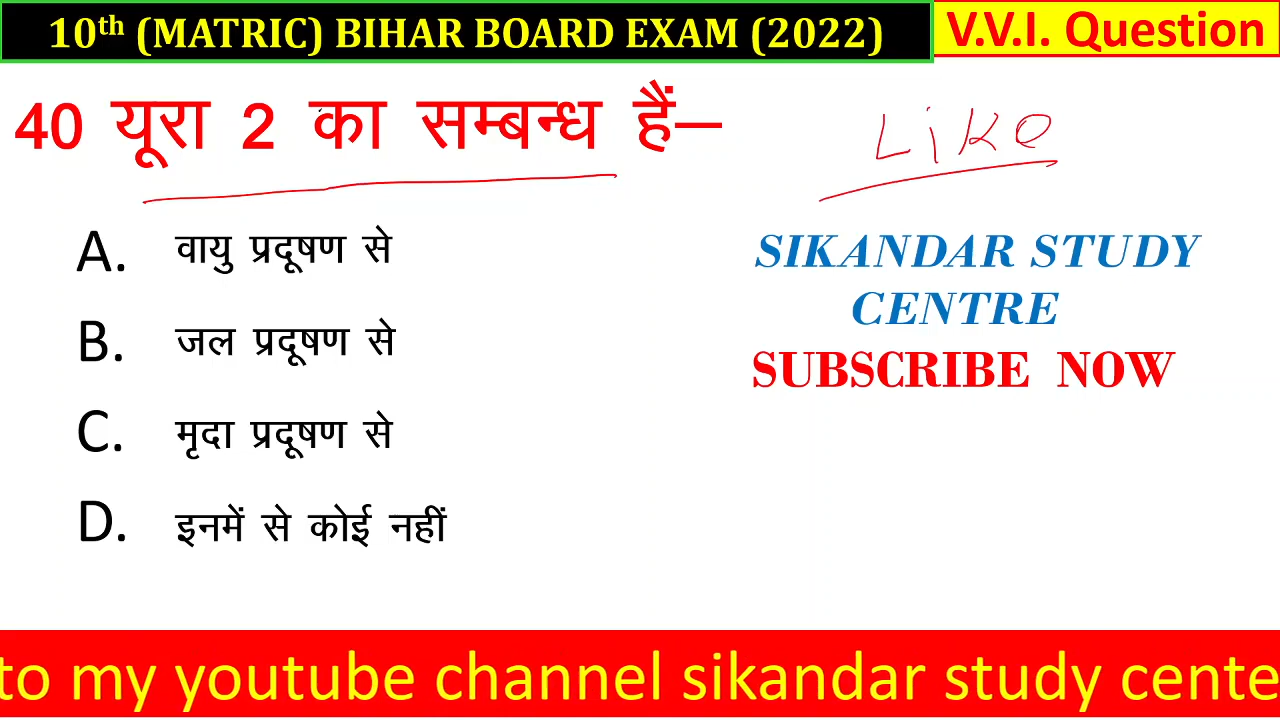 10th (MATRIC) BIHAR BOARD EXAM (2022)
V.V.I. Question
40 यूरा 2 का सम्बन्ध हैं–
Like
A. वायु प्रदूषण से
B. जल प्रदूषण से
C. मृदा प्रदूषण से
D. इनमें से कोई नहीं
SIKANDAR STUDY
CENTRE
SUBSCRIBE NOW
to my youtube channel sikandar study cente